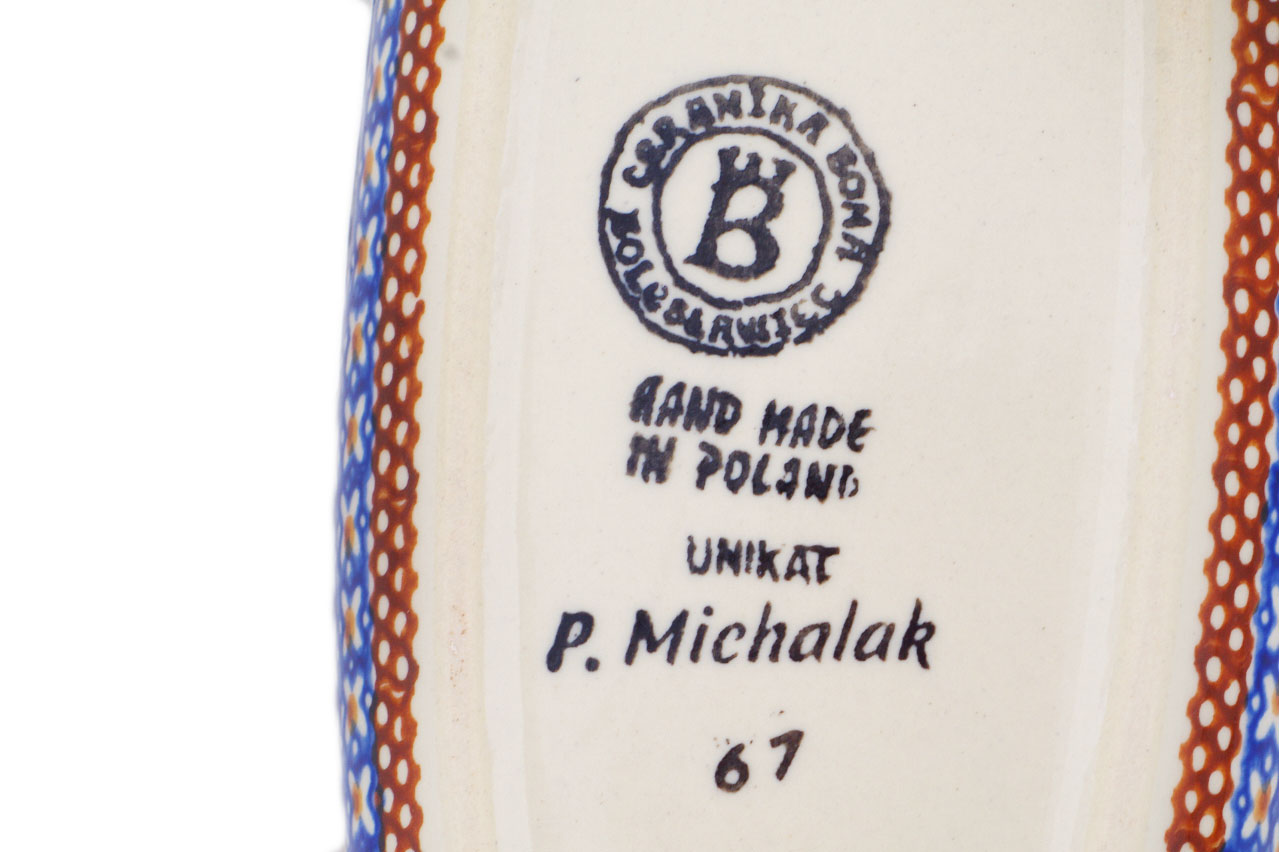 CERAMIKA BONA
B
BOLESŁAWIEC
HAND MADE
IN POLAND
UNIKAT
P. Michalak
67